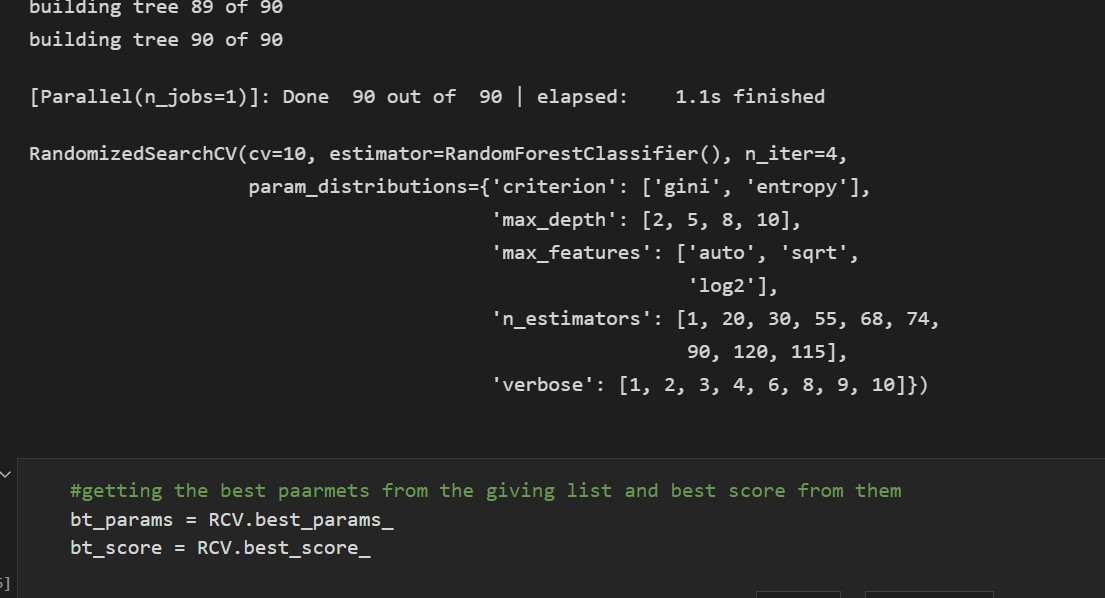 building tree 89 of 90
building tree 90 of 90
[Parallel(n_jobs=1)]: Done  90 out of  90 | elapsed:    1.1s finished
RandomizedSearchCV(cv=10, estimator=RandomForestClassifier(), n_iter=4,
param_distributions={'criterion': ['gini', 'entropy'],
'max_depth': [2, 5, 8, 10],
'max_features': ['auto', 'sqrt',
'log2'],
'n_estimators': [1, 20, 30, 55, 68, 74,
90, 120, 115],
'verbose': [1, 2, 3, 4, 6, 8, 9, 10]})
#getting the best paarmets from the giving list and best score from them
bt_params = RCV.best_params_
bt_score = RCV.best_score_